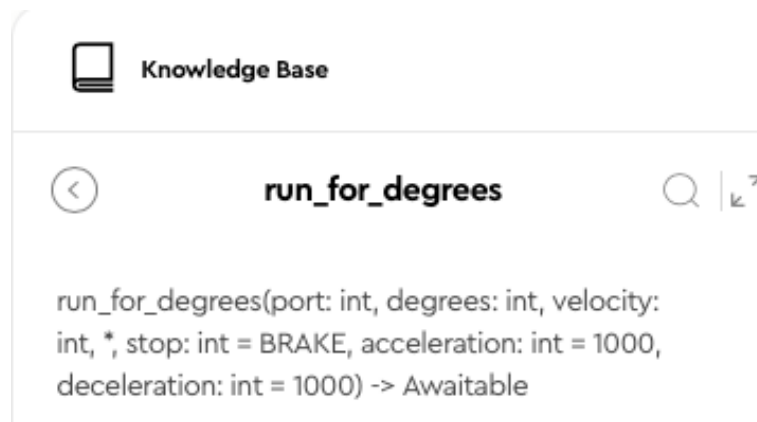 Knowledge Base
run_for_degrees
run_for_degrees(port: int, degrees: int, velocity:
int, *, stop: int = BRAKE, acceleration: int = 1000,
deceleration: int = 1000) -> Awaitable